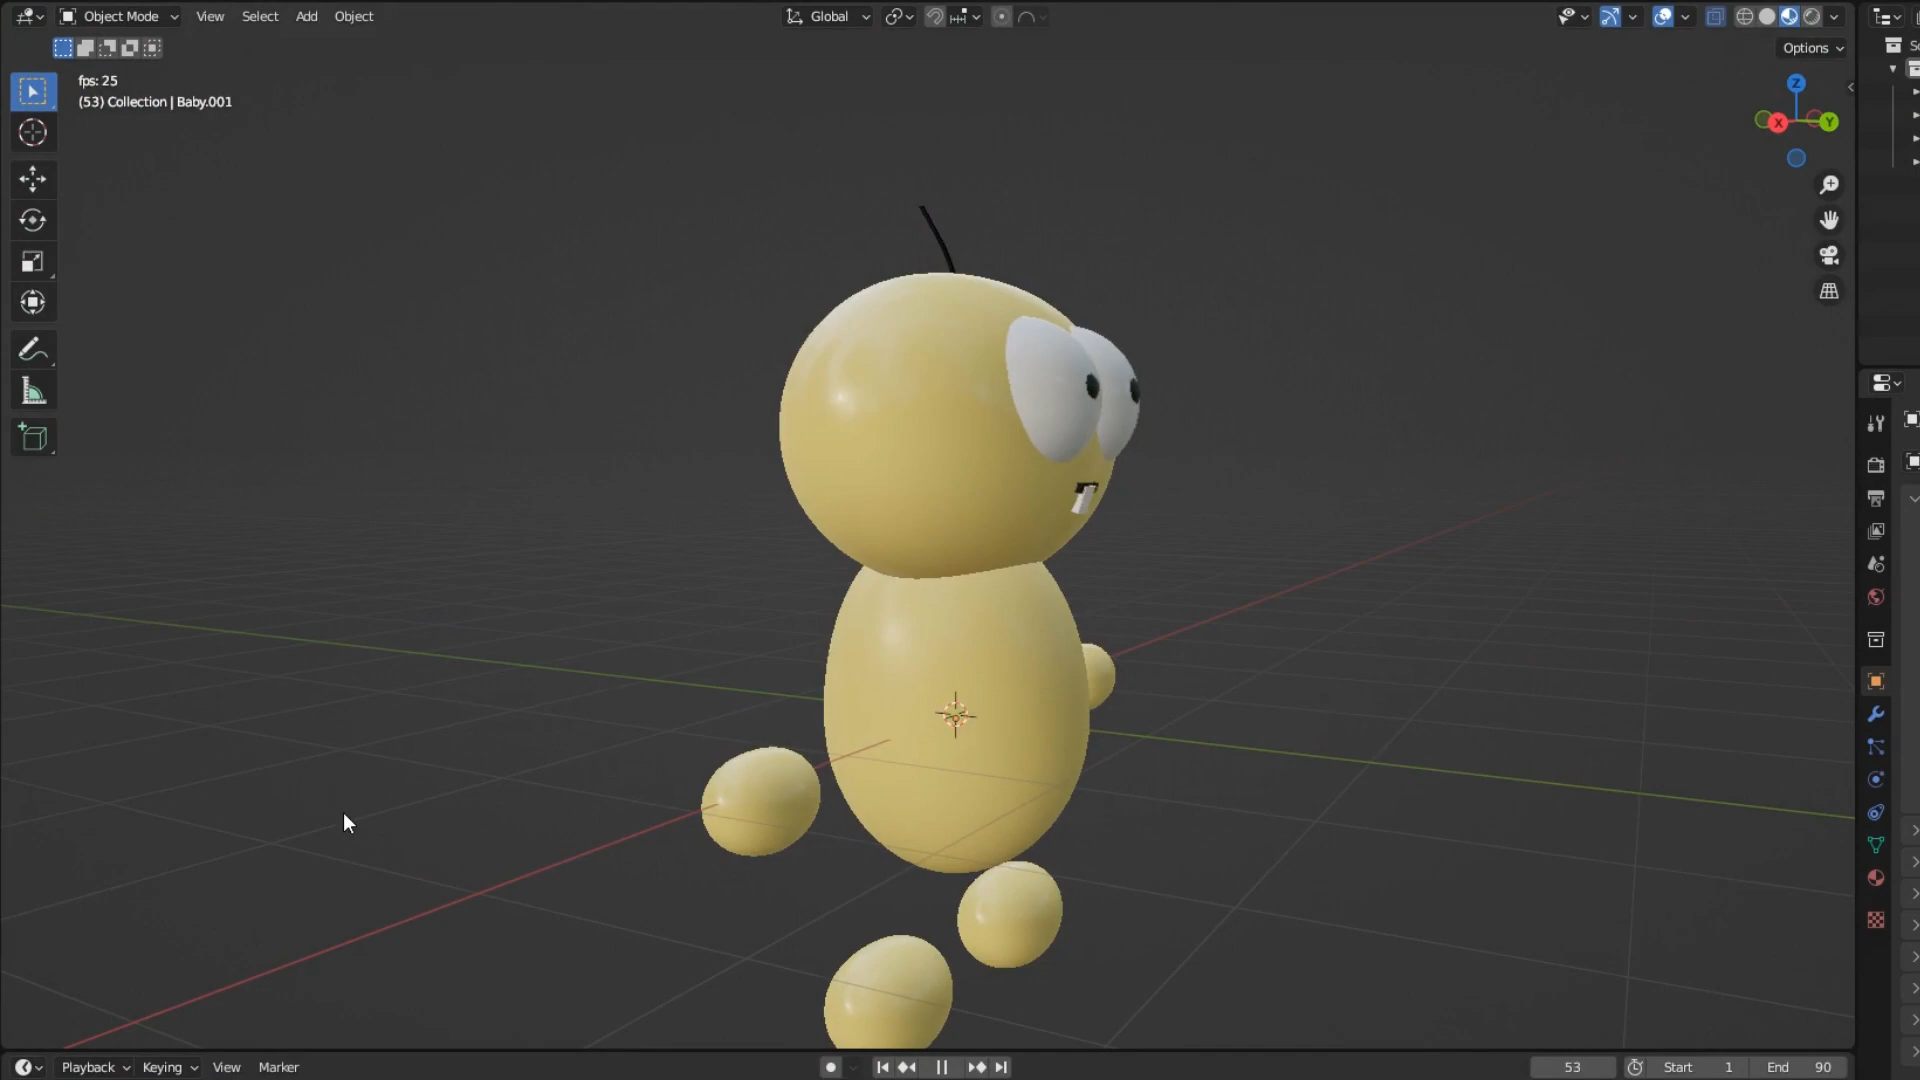 Object Mode View Select Add Object Global
Options
fps: 25
(53) Collection | Baby.001
Z
X Y
Playback Keying View Marker 53 Start 1 End 90